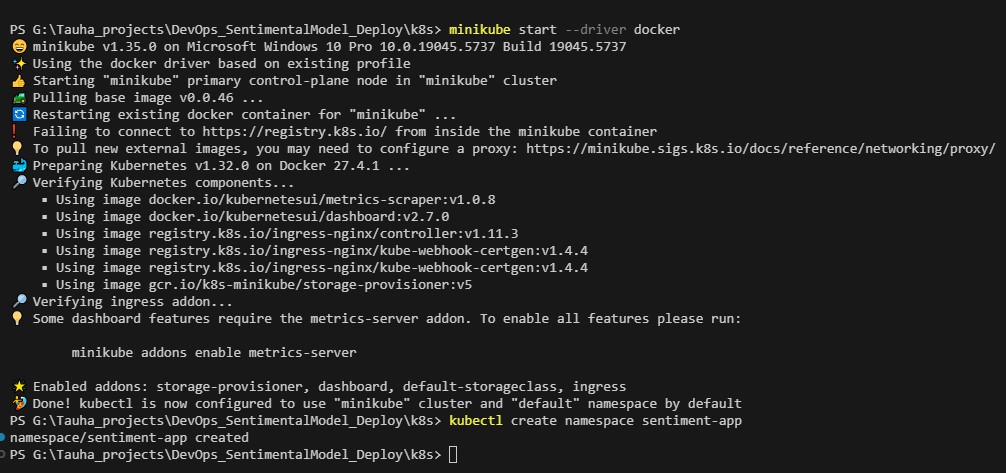 PS G:\Tauha_projects\DevOps_SentimentalModel_Deploy\k8s> minikube start --driver docker
😄 minikube v1.35.0 on Microsoft Windows 10 Pro 10.0.19045.5737 Build 19045.5737
✨ Using the docker driver based on existing profile
👍 Starting "minikube" primary control-plane node in "minikube" cluster
🚜 Pulling base image v0.0.46 ...
🔄 Restarting existing docker container for "minikube" ...
❗ Failing to connect to https://registry.k8s.io/ from inside the minikube container
💡 To pull new external images, you may need to configure a proxy: https://minikube.sigs.k8s.io/docs/reference/networking/proxy/
🐳 Preparing Kubernetes v1.32.0 on Docker 27.4.1 ...
🔎 Verifying Kubernetes components...
▪ Using image docker.io/kubernetesui/metrics-scraper:v1.0.8
▪ Using image docker.io/kubernetesui/dashboard:v2.7.0
▪ Using image registry.k8s.io/ingress-nginx/controller:v1.11.3
▪ Using image registry.k8s.io/ingress-nginx/kube-webhook-certgen:v1.4.4
▪ Using image registry.k8s.io/ingress-nginx/kube-webhook-certgen:v1.4.4
▪ Using image gcr.io/k8s-minikube/storage-provisioner:v5
🔎 Verifying ingress addon...
💡 Some dashboard features require the metrics-server addon. To enable all features please run:
minikube addons enable metrics-server
🌟 Enabled addons: storage-provisioner, dashboard, default-storageclass, ingress
🏄 Done! kubectl is now configured to use "minikube" cluster and "default" namespace by default
PS G:\Tauha_projects\DevOps_SentimentalModel_Deploy\k8s> kubectl create namespace sentiment-app
namespace/sentiment-app created
PS G:\Tauha_projects\DevOps_SentimentalModel_Deploy\k8s>